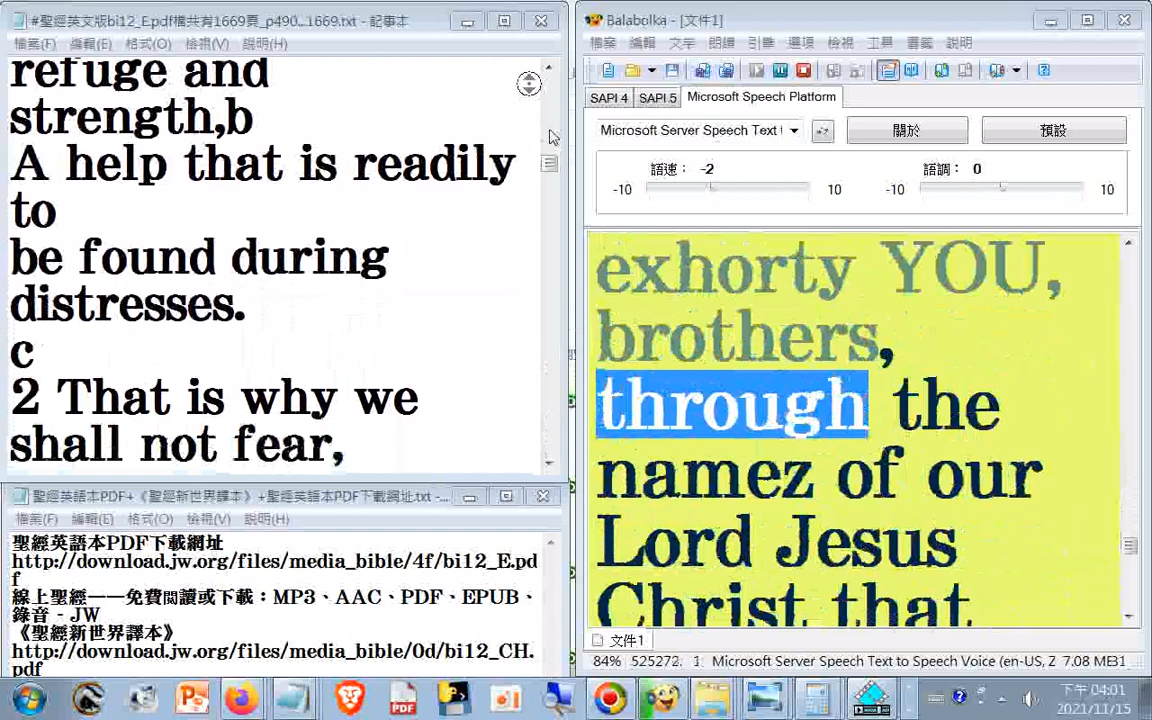 #聖經英文版bi12_E.pdf橫共有1669頁_p490...1669.txt - 記事本
檔案(F) 編輯(E) 格式(O) 檢視(V) 說明(H)
refuge and
strength,b
A help that is readily
to
be found during
distresses.
c
2 That is why we
shall not fear,
聖經英語本PDF+《聖經新世界譯本》+聖經英語本PDF下載網址.txt -...
檔案(F) 編輯(E) 格式(O) 檢視(V) 說明(H)
聖經英語本PDF下載網址
http://download.jw.org/files/media_bible/4f/bi12_E.pd
f
線上聖經——免費閱讀或下載：MP3、AAC、PDF、EPUB、
錄音 - JW
《聖經新世界譯本》
http://download.jw.org/files/media_bible/0d/bi12_CH.
pdf
Balabolka - [文件1]
檔案 編輯 文字 朗讀 引擎 選項 檢視 工具 書籤 說明
SAPI 4 SAPI 5 Microsoft Speech Platform
Microsoft Server Speech Text 關於 預設
語速： -2 語調： 0
-10 10 -10 10
exhorty YOU,
brothers,
through the
namez of our
Lord Jesus
Christ that
文件1
84% 525272: 1: Microsoft Server Speech Text to Speech Voice (en-US, Z 7.08 MB
下午 04:01
2021/11/15